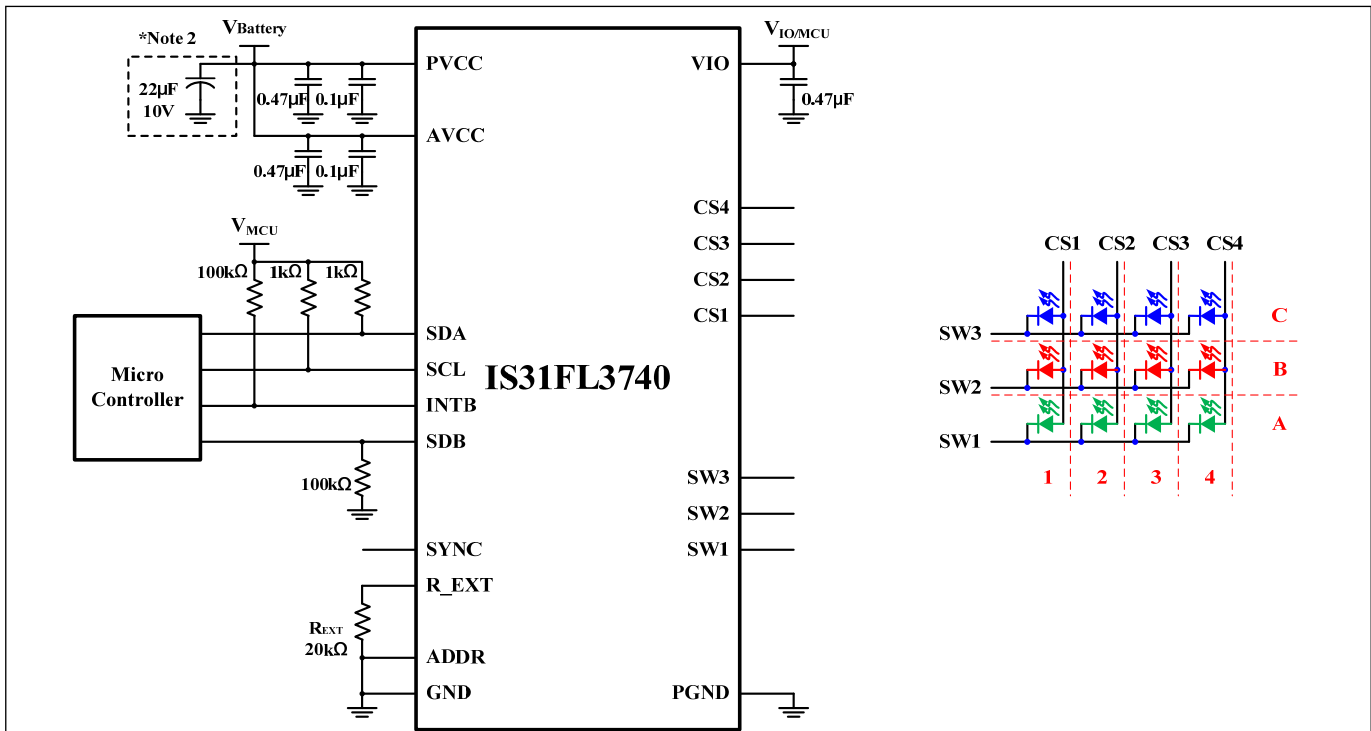 *Note 2
22µF
10V
VBattery
0.47µF
0.1µF
0.47µF
0.1µF
VMCU
100kΩ
1kΩ
1kΩ
Micro
Controller
100kΩ
REXT
20kΩ
PVCC
AVCC
SDA
SCL
INTB
SDB
SYNC
R_EXT
ADDR
GND
IS31FL3740
VIO
CS4
CS3
CS2
CS1
SW3
SW2
SW1
PGND
VIO/MCU
0.47µF
CS1 CS2 CS3 CS4
SW3 C
SW2 B
SW1 A
1 2 3 4